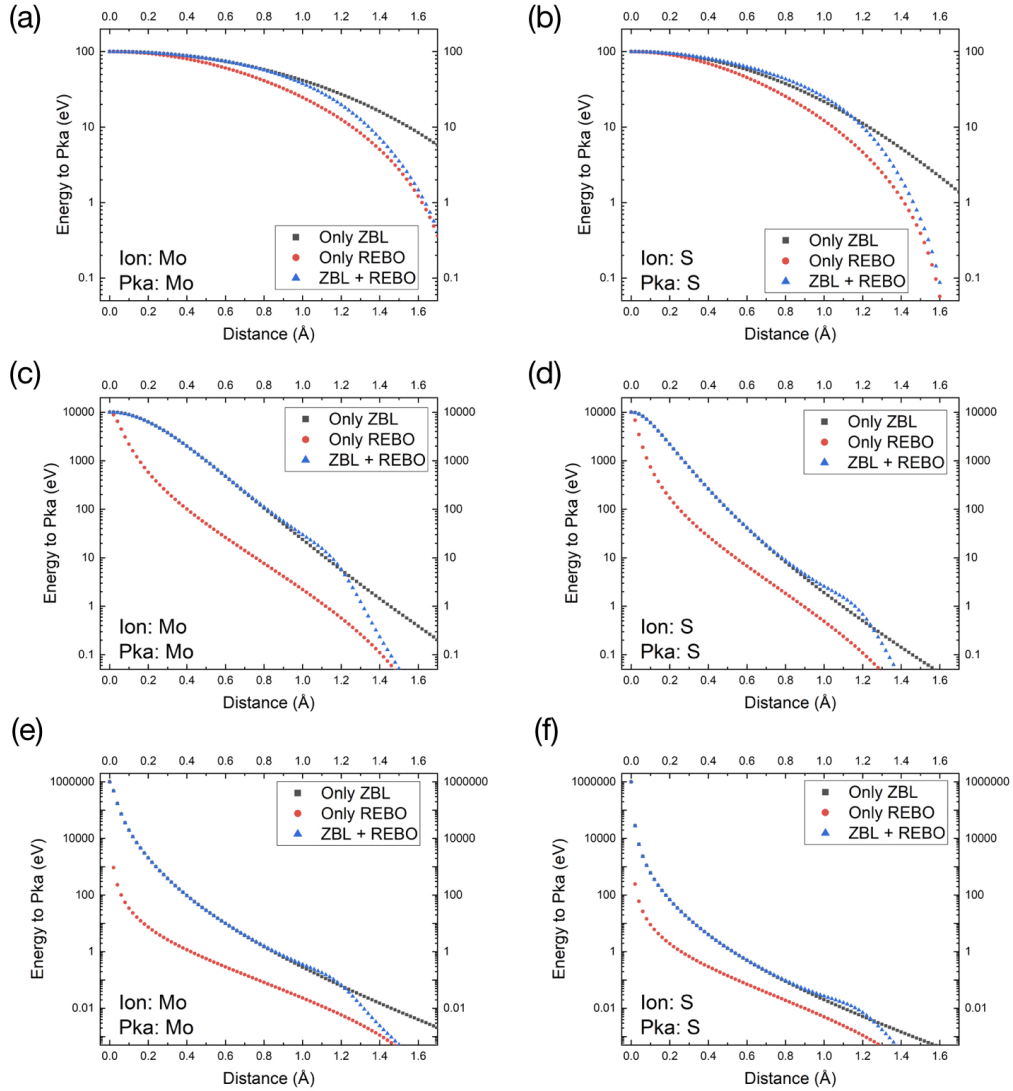 (a)
0.0 0.2 0.4 0.6 0.8 1.0 1.2 1.4 1.6
100 100
10 10
1 1
0.1 0.1
Energy to Pka (eV)
Only ZBL
Only REBO
ZBL + REBO
Ion: Mo
Pka: Mo
0.0 0.2 0.4 0.6 0.8 1.0 1.2 1.4 1.6
Distance (Å)
(b)
0.0 0.2 0.4 0.6 0.8 1.0 1.2 1.4 1.6
100 100
10 10
1 1
0.1 0.1
Energy to Pka (eV)
Only ZBL
Only REBO
ZBL + REBO
Ion: S
Pka: S
0.0 0.2 0.4 0.6 0.8 1.0 1.2 1.4 1.6
Distance (Å)
(c)
0.0 0.2 0.4 0.6 0.8 1.0 1.2 1.4 1.6
10000 10000
1000 1000
100 100
10 10
1 1
0.1 0.1
Energy to Pka (eV)
Only ZBL
Only REBO
ZBL + REBO
Ion: Mo
Pka: Mo
0.0 0.2 0.4 0.6 0.8 1.0 1.2 1.4 1.6
Distance (Å)
(d)
0.0 0.2 0.4 0.6 0.8 1.0 1.2 1.4 1.6
10000 10000
1000 1000
100 100
10 10
1 1
0.1 0.1
Energy to Pka (eV)
Only ZBL
Only REBO
ZBL + REBO
Ion: S
Pka: S
0.0 0.2 0.4 0.6 0.8 1.0 1.2 1.4 1.6
Distance (Å)
(e)
0.0 0.2 0.4 0.6 0.8 1.0 1.2 1.4 1.6
1000000 1000000
10000 10000
100 100
1 1
0.01 0.01
Energy to Pka (eV)
Only ZBL
Only REBO
ZBL + REBO
Ion: Mo
Pka: Mo
0.0 0.2 0.4 0.6 0.8 1.0 1.2 1.4 1.6
Distance (Å)
(f)
0.0 0.2 0.4 0.6 0.8 1.0 1.2 1.4 1.6
1000000 1000000
10000 10000
100 100
1 1
0.01 0.01
Energy to Pka (eV)
Only ZBL
Only REBO
ZBL + REBO
Ion: S
Pka: S
0.0 0.2 0.4 0.6 0.8 1.0 1.2 1.4 1.6
Distance (Å)